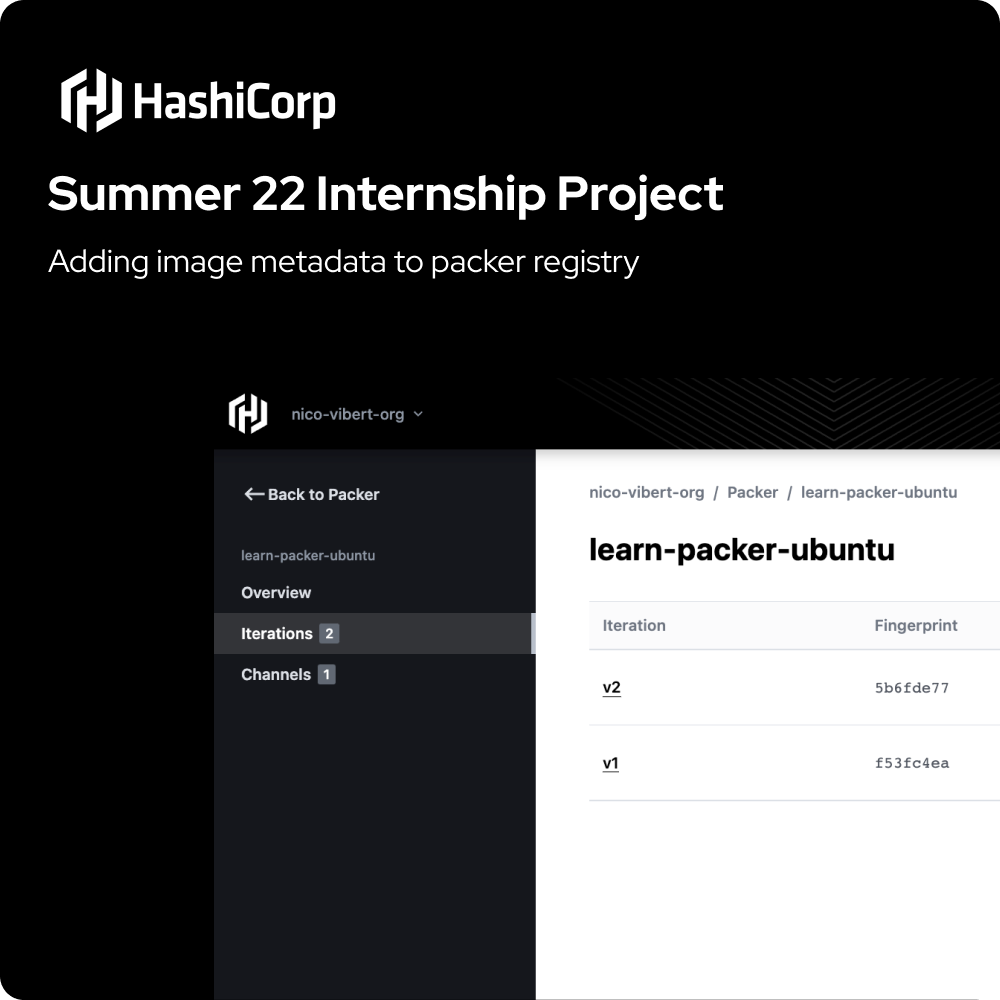 HashiCorp
Summer 22 Internship Project
Adding image metadata to packer registry
nico-vibert-org
Back to Packer
learn-packer-ubuntu
Overview
Iterations 2
Channels 1
nico-vibert-org / Packer / learn-packer-ubuntu
learn-packer-ubuntu
Iteration Fingerprint
v2 5b6fde77
v1 f53fc4ea